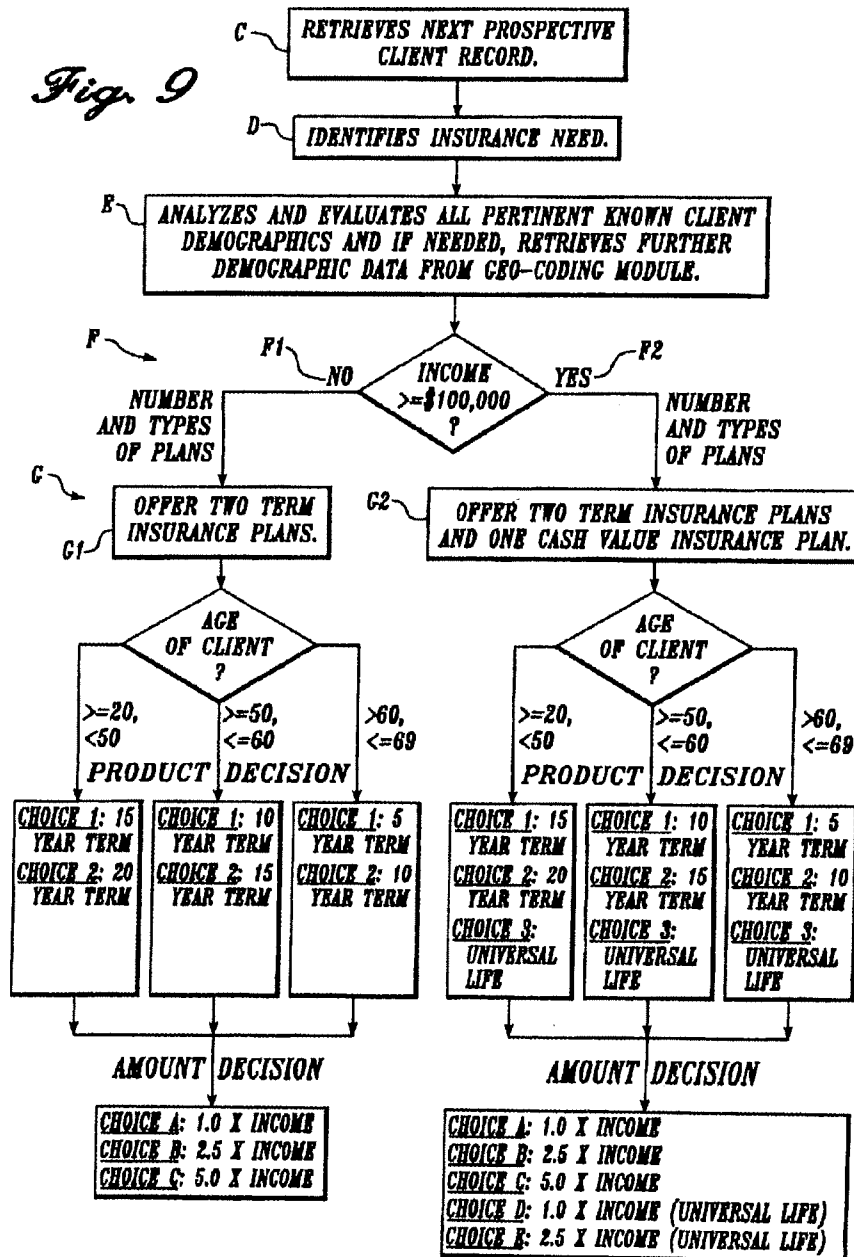 Fig. 9
C
RETRIEVES NEXT PROSPECTIVE
CLIENT RECORD.
D
IDENTIFIES INSURANCE NEED.
E
ANALYZES AND EVALUATES ALL PERTINENT KNOWN CLIENT
DEMOGRAPHICS AND IF NEEDED, RETRIEVES FURTHER
DEMOGRAPHIC DATA FROM GEO-CODING MODULE.
F
F1
NO
INCOME
>=$100,000
?
YES
F2
NUMBER
AND TYPES
OF PLANS
NUMBER
AND TYPES
OF PLANS
G
G1
OFFER TWO TERM
INSURANCE PLANS.
G2
OFFER TWO TERM INSURANCE PLANS
AND ONE CASH VALUE INSURANCE PLAN.
AGE
OF CLIENT
?
>=20,
<50
>=50,
<=60
>60,
<=69
PRODUCT DECISION
CHOICE 1: 15
YEAR TERM
CHOICE 2: 20
YEAR TERM
CHOICE 1: 10
YEAR TERM
CHOICE 2: 15
YEAR TERM
CHOICE 1: 5
YEAR TERM
CHOICE 2: 10
YEAR TERM
AMOUNT DECISION
CHOICE A: 1.0 X INCOME
CHOICE B: 2.5 X INCOME
CHOICE C: 5.0 X INCOME
AGE
OF CLIENT
?
>=20,
<50
>=50,
<=60
>60,
<=69
PRODUCT DECISION
CHOICE 1: 15
YEAR TERM
CHOICE 2: 20
YEAR TERM
CHOICE 3:
UNIVERSAL
LIFE
CHOICE 1: 10
YEAR TERM
CHOICE 2: 15
YEAR TERM
CHOICE 3:
UNIVERSAL
LIFE
CHOICE 1: 5
YEAR TERM
CHOICE 2: 10
YEAR TERM
CHOICE 3:
UNIVERSAL
LIFE
AMOUNT DECISION
CHOICE A: 1.0 X INCOME
CHOICE B: 2.5 X INCOME
CHOICE C: 5.0 X INCOME
CHOICE D: 1.0 X INCOME (UNIVERSAL LIFE)
CHOICE E: 2.5 X INCOME (UNIVERSAL LIFE)